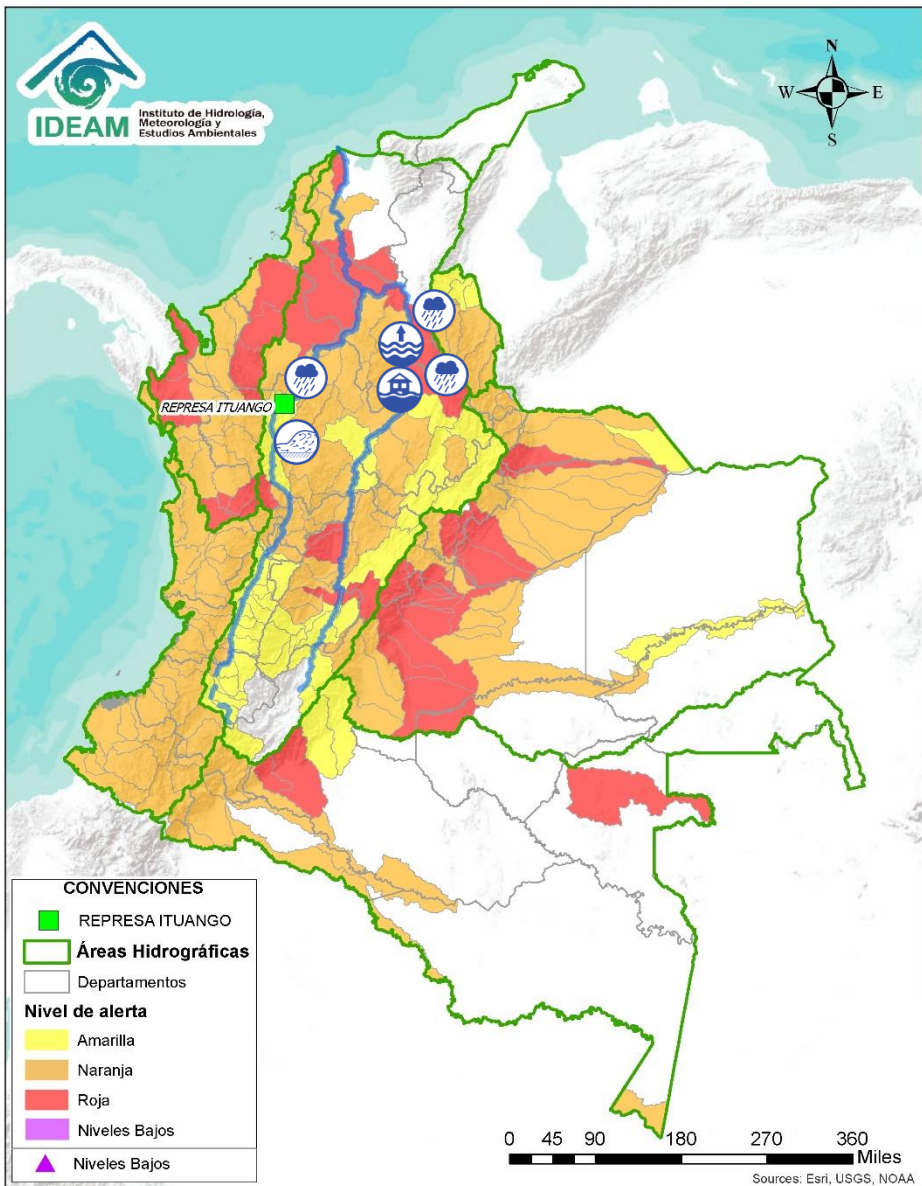 IDEAM
Instituto de Hidrología,
Meteorología y
Estudios Ambientales
N
W
E
S
REPRESA ITUANGO
CONVENCIONES
REPRESA ITUANGO
Áreas Hidrográficas
Departamentos
Nivel de alerta
Amarilla
Naranja
Roja
Niveles Bajos
Niveles Bajos
0 45 90 180 270 360
Miles
Sources: Esri, USGS, NOAA